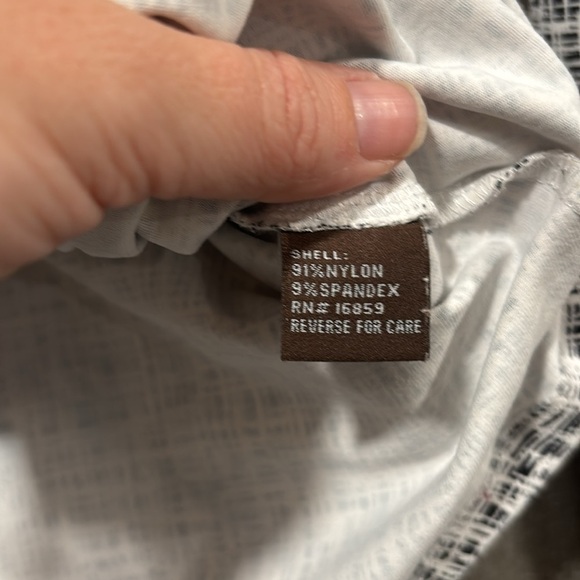 SHELL:
91%NYLON
9%SPANDEX
RN# 16859
REVERSE FOR CARE